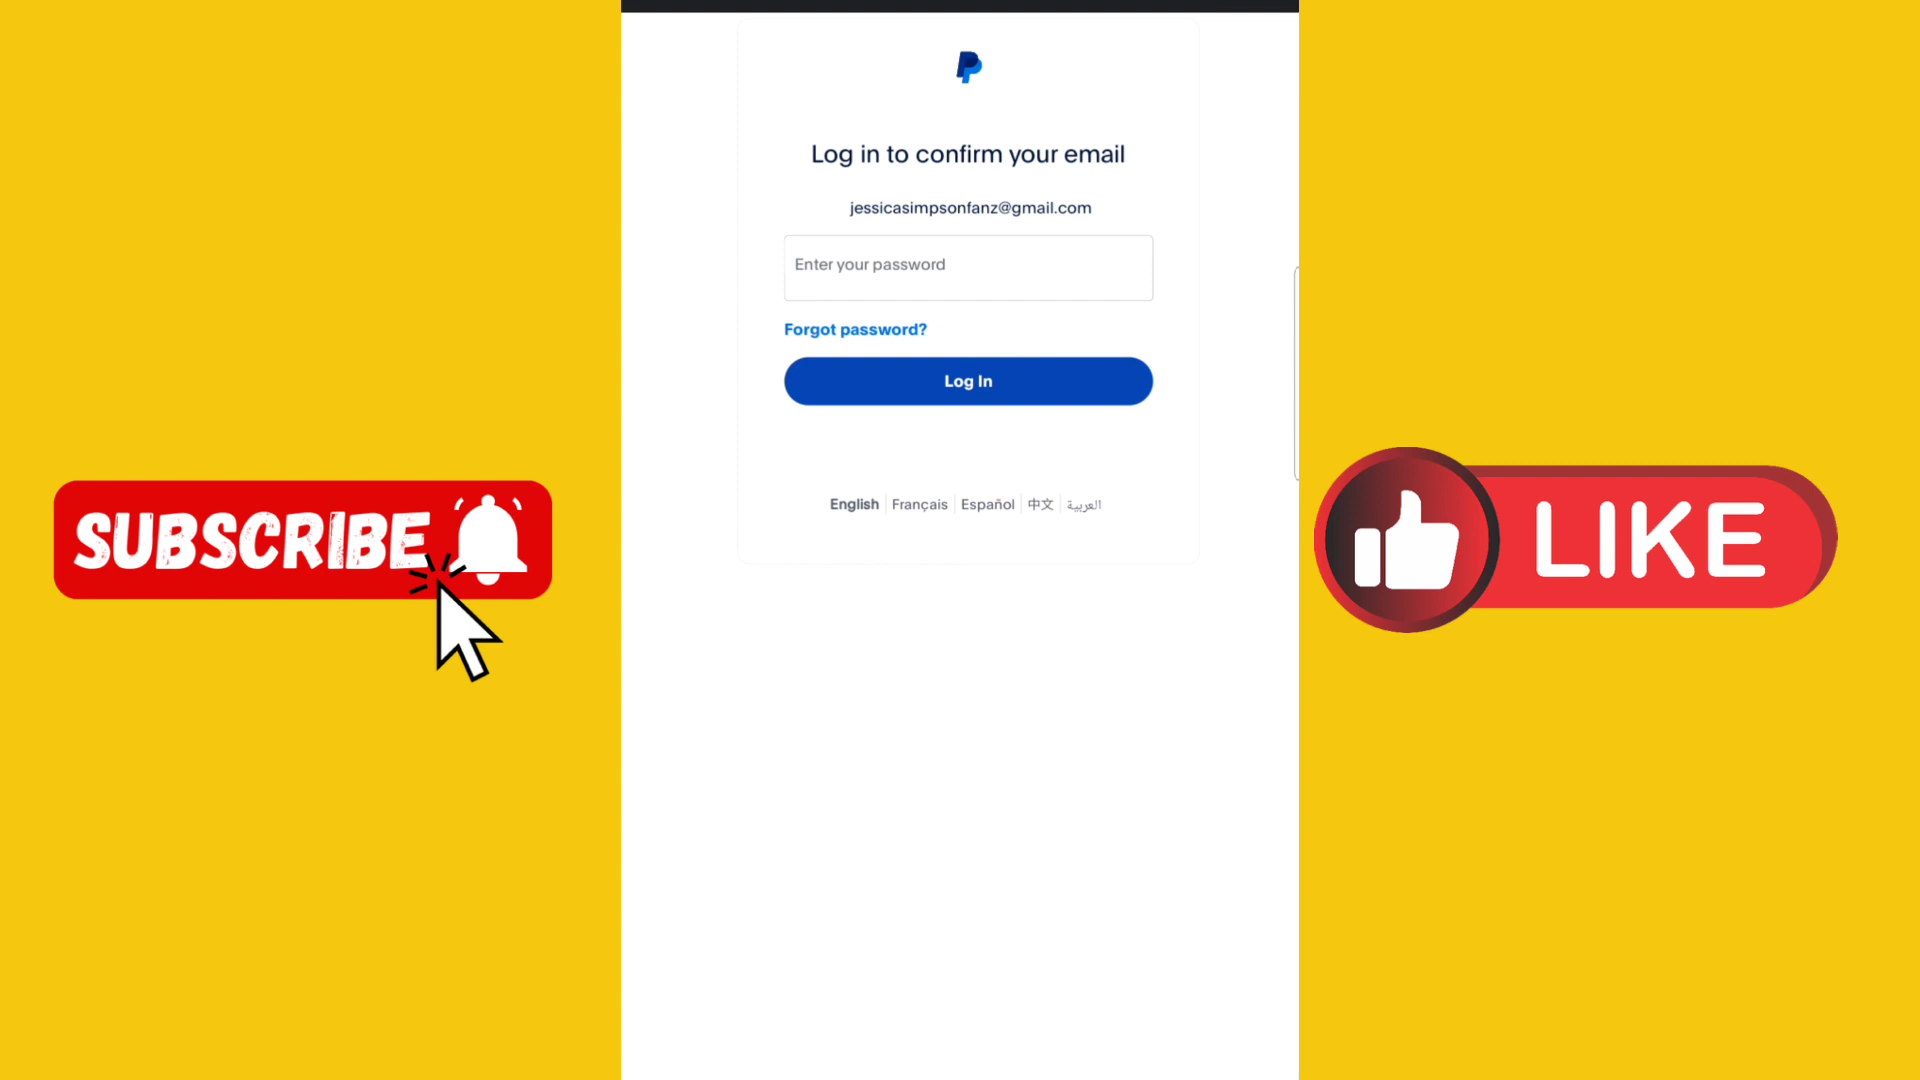 Log in to confirm your email
jessicasimpsonfanz@gmail.com
Enter your password
Forgot password?
Log In
English Français Español 中文 العربية
SUBSCRIBE
LIKE